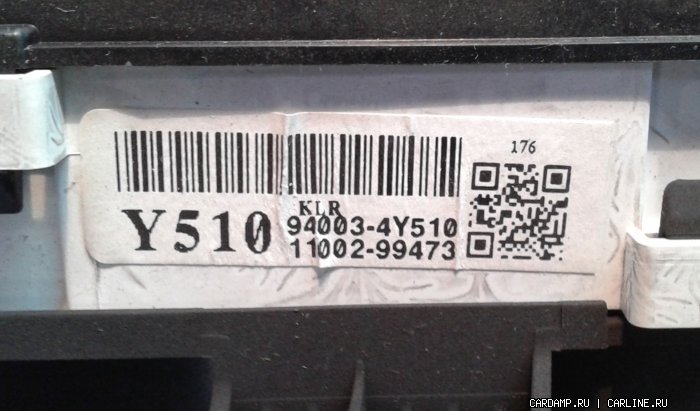 176
KLR
Y510 94003-4Y510
11002-99473
CARDAMP.RU | CARLINE.RU